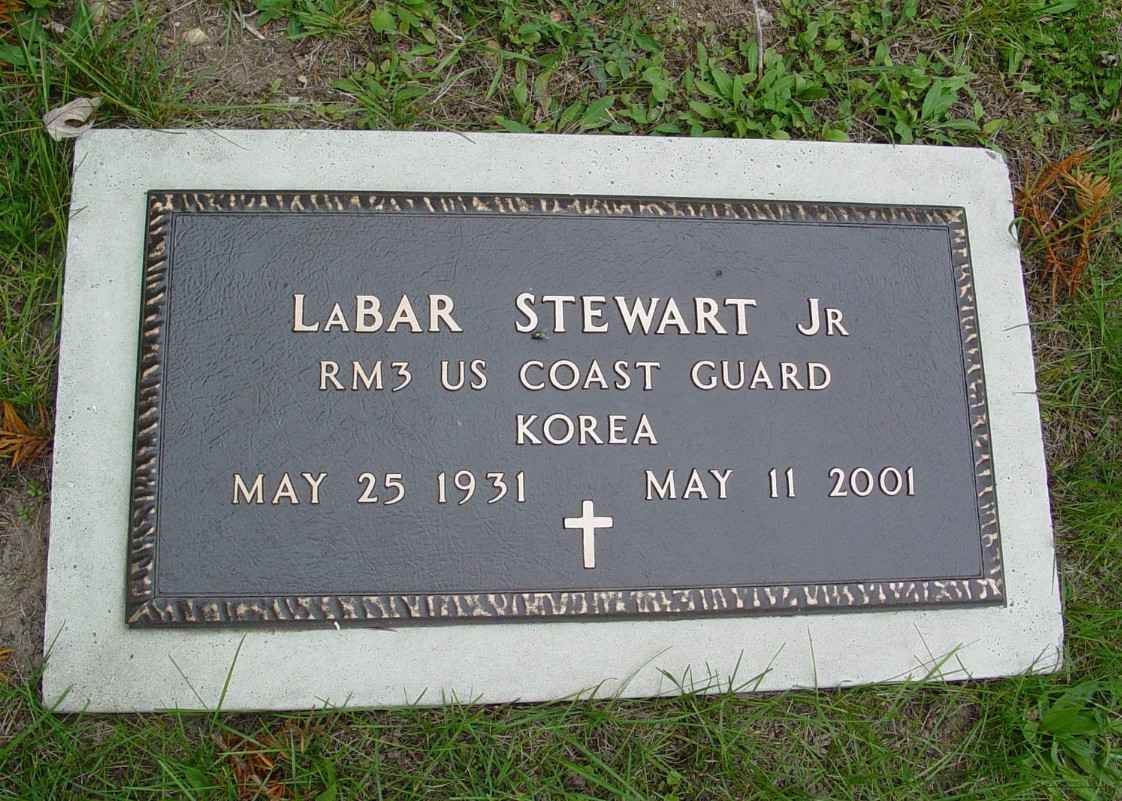 LaBAR STEWART JR
RM3 US COAST GUARD
KOREA
MAY 25 1931 MAY 11 2001